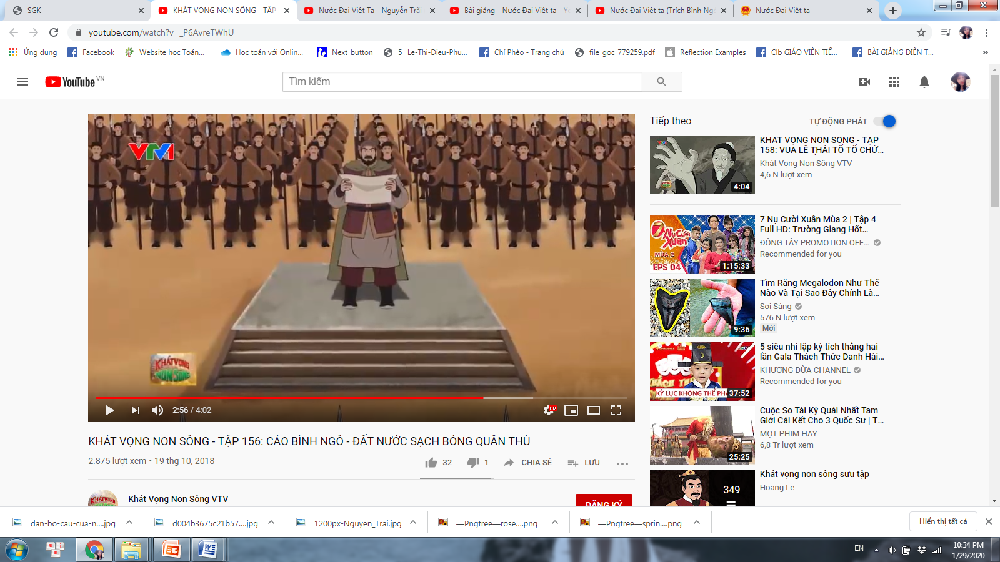 SGK -
KHÁT VỌNG NON SÔNG - TẬP
Nước Đại Việt Ta - Nguyễn Trãi
Bài giảng - Nước Đại Việt ta - Yo
Nước Đại Việt ta (Trích Bình Ngô
Nước Đại Việt ta
youtube.com/watch?v=_P6AvreTWhU
Ứng dụng
Facebook
Website học Toán...
Học toán với Onlin...
Next_button
5_ Le-Thi-Dieu-Phu...
Chí Phèo - Trang chủ
file_goc_779259.pdf
Reflection Examples
Clb GIÁO VIÊN TIẾ...
BÀI GIẢNG ĐIỆN T...
»
YouTube VN
Tìm kiếm
VTV1
KHÁT VỌNG
NON SÔNG
2:56 / 4:02
HD
KHÁT VỌNG NON SÔNG - TẬP 156: CÁO BÌNH NGÔ - ĐẤT NƯỚC SẠCH BÓNG QUÂN THÙ
2.875 lượt xem • 19 thg 10, 2018
32
1
CHIA SẺ
LƯU
Khát Vọng Non Sông VTV
ĐĂNG KÝ
Tiếp theo
TỰ ĐỘNG PHÁT
4:04
KHÁT VỌNG NON SÔNG - TẬP
158: VUA LÊ THÁI TỔ TỔ CHỨ...
Khát Vọng Non Sông VTV
4,6 N lượt xem
7 Nụ Cười
Xuân
MÙA 2
EPS 04
1:15:33
7 Nụ Cười Xuân Mùa 2 | Tập 4
Full HD: Trường Giang Hốt...
ĐÔNG TÂY PROMOTION OFF...
Recommended for you
9:36
Tìm Răng Megalodon Như Thế
Nào Và Tại Sao Đây Chính Là...
Soi Sáng
576 N lượt xem
Mới
KỶ LỤC KHÔNG THỂ PHÁ
37:52
5 siêu nhí lập kỳ tích thắng hai
lần Gala Thách Thức Danh Hài...
KHƯƠNG DỪA CHANNEL
Recommended for you
25:25
Cuộc So Tài Kỳ Quái Nhất Tam
Giới Cái Kết Cho 3 Quốc Sư | T...
MỌT PHIM HAY
6,8 Tr lượt xem
349
Khát vọng non sông sưu tập
Hoang Le
dan-bo-cau-cua-n....jpg
d004b3675c21b57....jpg
1200px-Nguyen_Trai.jpg
—Pngtree—rose....png
—Pngtree—sprin....png
Hiển thị tất cả
EN
10:34 PM
1/29/2020